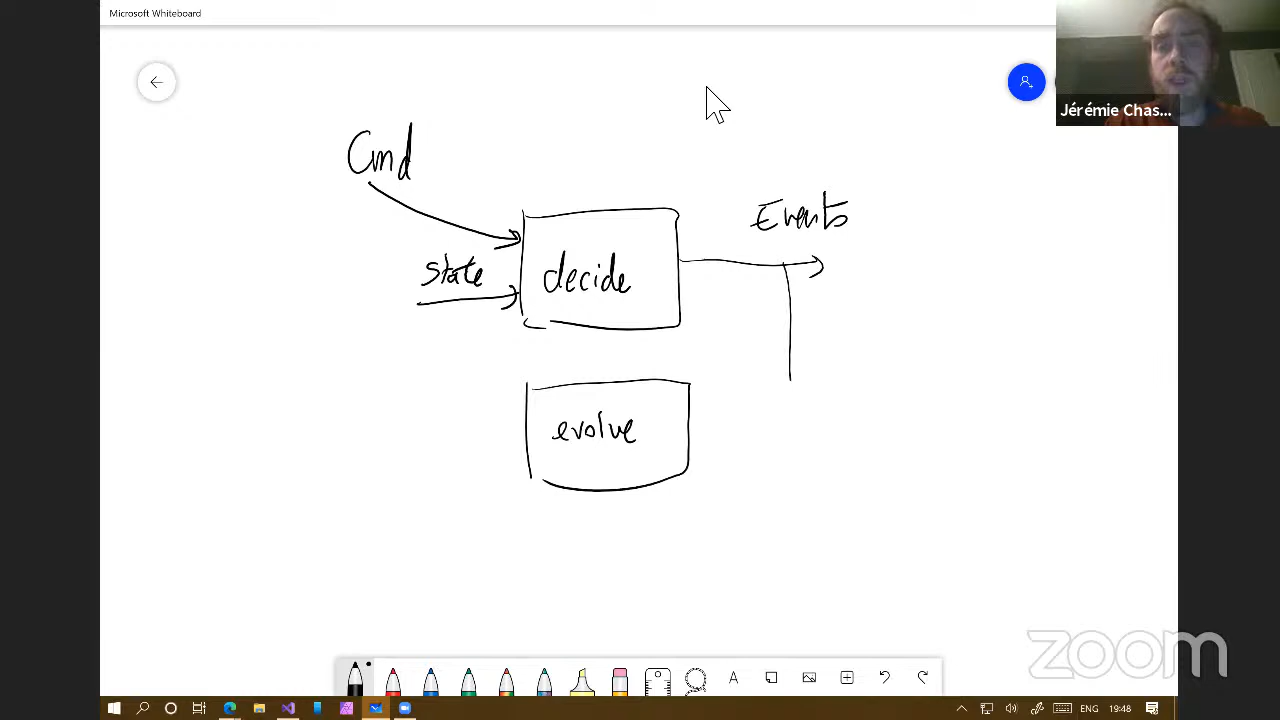 Microsoft Whiteboard
Jérémie Chas...
Cmd
Events
state
decide
evolve
zoom
A
ENG
19:48